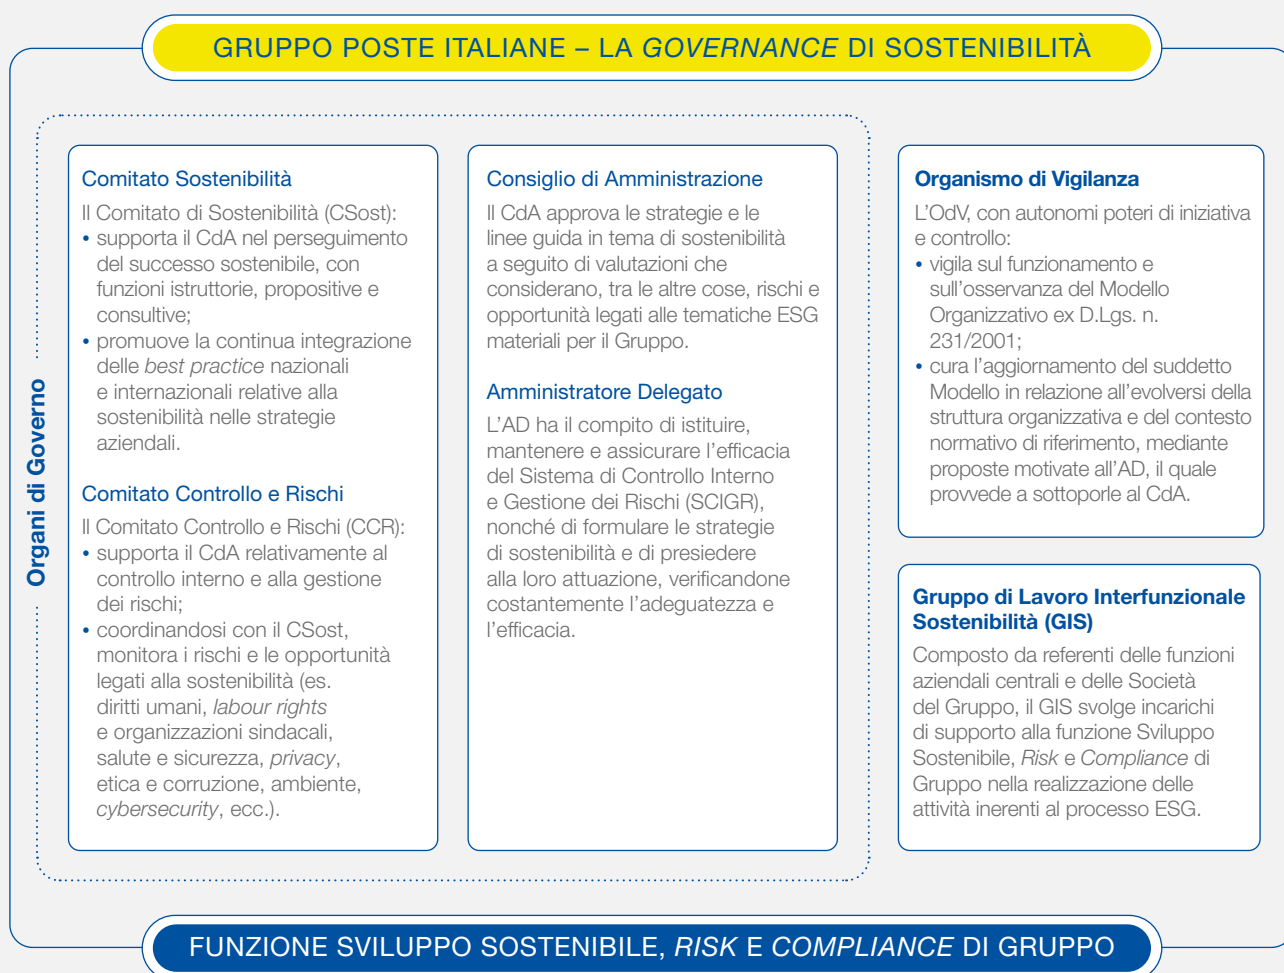 GRUPPO POSTE ITALIANE – LA GOVERNANCE DI SOSTENIBILITÀ
Organi di Governo
Comitato Sostenibilità
Il Comitato di Sostenibilità (CSost):
• supporta il CdA nel perseguimento
del successo sostenibile, con
funzioni istruttorie, propositive e
consultive;
• promuove la continua integrazione
delle best practice nazionali
e internazionali relative alla
sostenibilità nelle strategie
aziendali.
Comitato Controllo e Rischi
Il Comitato Controllo e Rischi (CCR):
• supporta il CdA relativamente al
controllo interno e alla gestione
dei rischi;
• coordinandosi con il CSost,
monitora i rischi e le opportunità
legati alla sostenibilità (es.
diritti umani, labour rights
e organizzazioni sindacali,
salute e sicurezza, privacy,
etica e corruzione, ambiente,
cybersecurity, ecc.).
Consiglio di Amministrazione
Il CdA approva le strategie e le
linee guida in tema di sostenibilità
a seguito di valutazioni che
considerano, tra le altre cose, rischi e
opportunità legati alle tematiche ESG
materiali per il Gruppo.
Amministratore Delegato
L'AD ha il compito di istituire,
mantenere e assicurare l'efficacia
del Sistema di Controllo Interno
e Gestione dei Rischi (SCIGR),
nonché di formulare le strategie
di sostenibilità e di presiedere
alla loro attuazione, verificandone
costantemente l'adeguatezza e
l'efficacia.
Organismo di Vigilanza
L'OdV, con autonomi poteri di iniziativa
e controllo:
• vigila sul funzionamento e
sull'osservanza del Modello
Organizzativo ex D.Lgs. n.
231/2001;
• cura l'aggiornamento del suddetto
Modello in relazione all'evolversi della
struttura organizzativa e del contesto
normativo di riferimento, mediante
proposte motivate all'AD, il quale
provvede a sottoporle al CdA.
Gruppo di Lavoro Interfunzionale
Sostenibilità (GIS)
Composto da referenti delle funzioni
aziendali centrali e delle Società
del Gruppo, il GIS svolge incarichi
di supporto alla funzione Sviluppo
Sostenibile, Risk e Compliance di
Gruppo nella realizzazione delle
attività inerenti al processo ESG.
FUNZIONE SVILUPPO SOSTENIBILE, RISK E COMPLIANCE DI GRUPPO